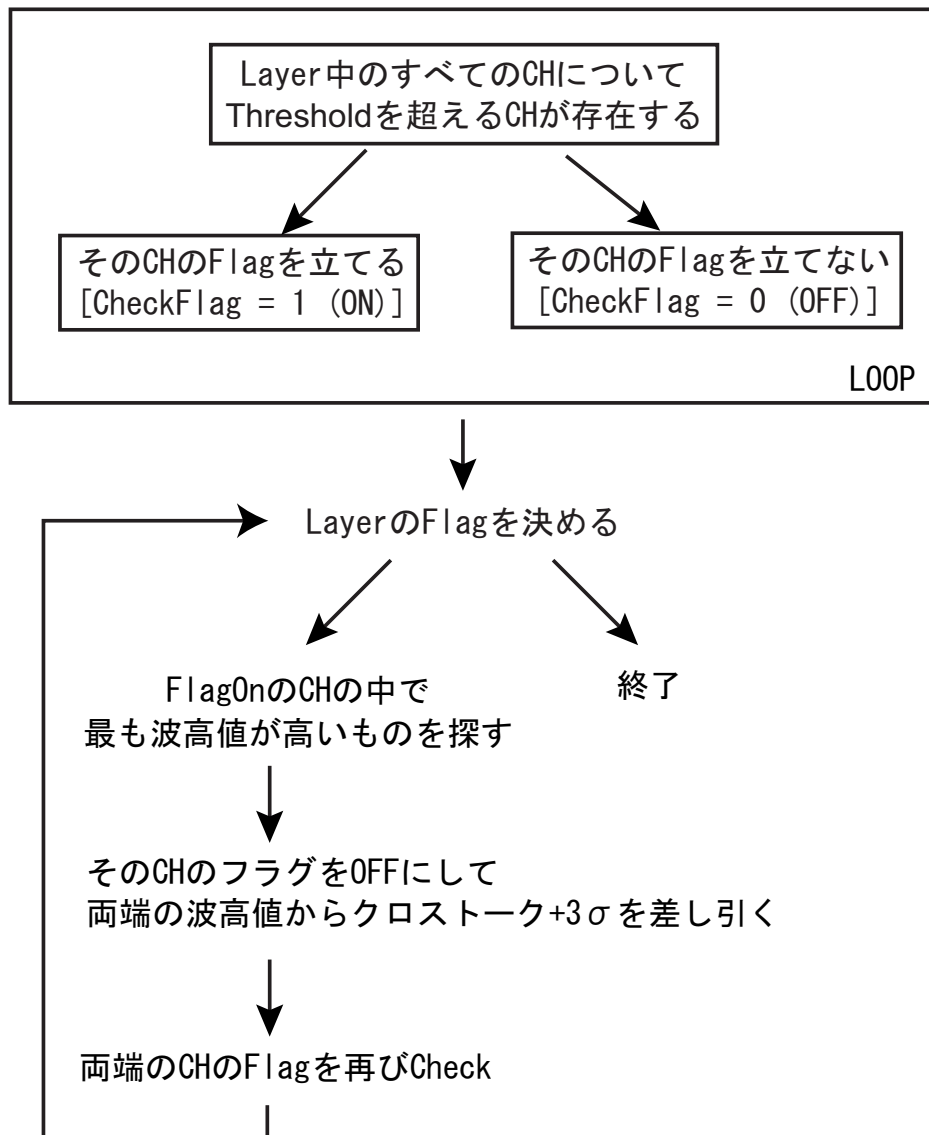 Layer中のすべてのCHについて
Thresholdを超えるCHが存在する
そのCHのFlagを立てる
[CheckFlag = 1 (ON)]
そのCHのFlagを立てない
[CheckFlag = 0 (OFF)]
LOOP
LayerのFlagを決める
FlagOnのCHの中で
最も波高値が高いものを探す
終了
そのCHのフラグをOFFにして
両端の波高値からクロストーク+3σを差し引く
両端のCHのFlagを再びCheck